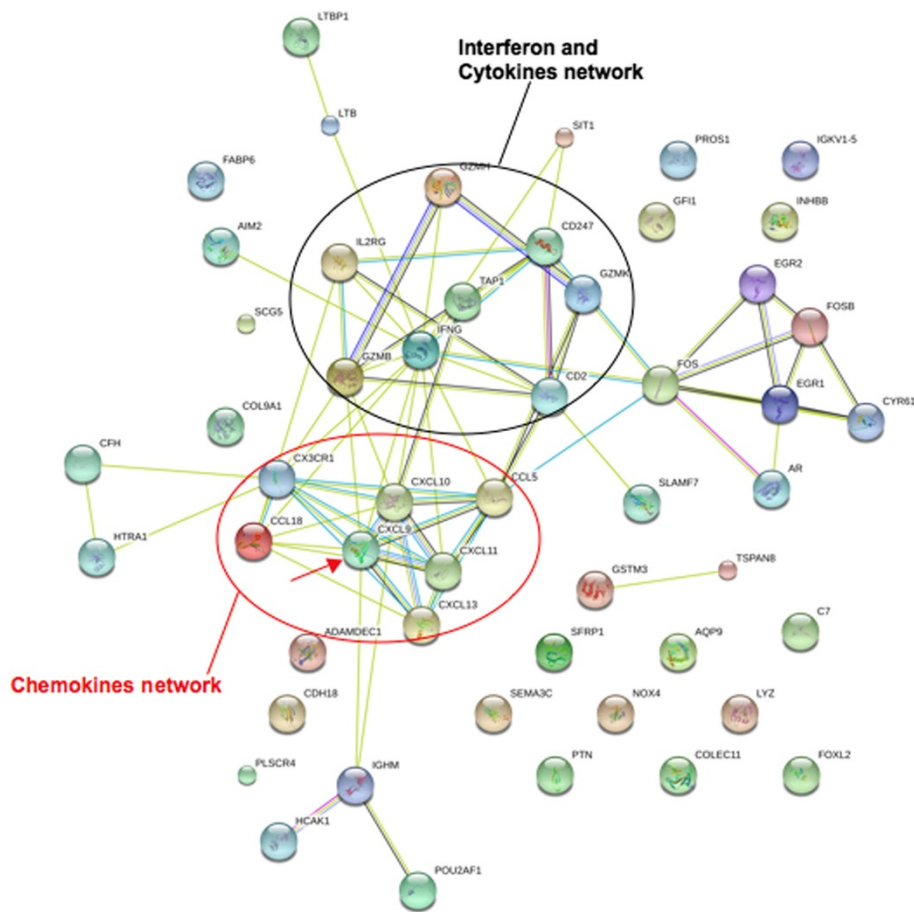 LTBP1
Interferon and
Cytokines network
LTB
SIT1
PROS1
IGKV1-5
FABP6
GZMH
GFI1
INHBB
AIM2
IL2RG
CD247
EGR2
TAP1
GZMK
FOSB
SCG5
IFNG
GZMB
CD2
FOS
EGR1
CYR61
COL9A1
CFH
CX3CR1
CXCL10
CCL5
SLAMF7
AR
CCL18
CXCL9
HTRA1
CXCL11
TSPAN8
GSTM3
CXCL13
C7
ADAMDEC1
SFRP1
AQP9
Chemokines network
CDH18
SEMA3C
NOX4
LYZ
PLSCR4
IGHM
PTN
COLEC11
FOXL2
HCAK1
POU2AF1